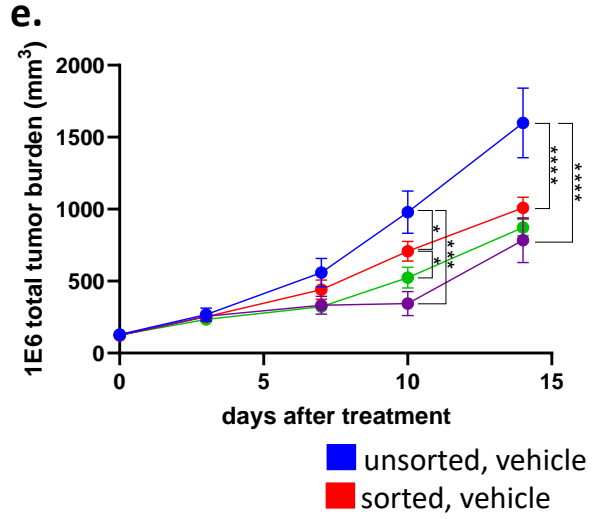 e.
1E6 total tumor burden (mm³)
2000
1500
1000
500
0
0
5
10
15
*
*
***
****
****
days after treatment
unsorted, vehicle
sorted, vehicle